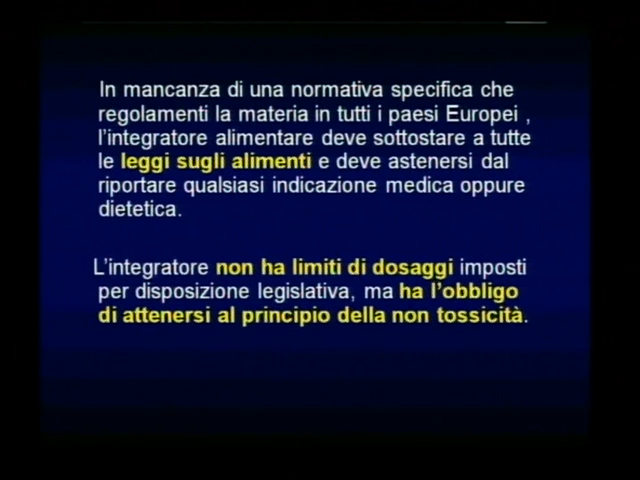 In mancanza di una normativa specifica che
regolamenti la materia in tutti i paesi Europei ,
l'integratore alimentare deve sottostare a tutte
le leggi sugli alimenti e deve astenersi dal
riportare qualsiasi indicazione medica oppure
dietetica.
L'integratore non ha limiti di dosaggi imposti
per disposizione legislativa, ma ha l'obbligo
di attenersi al principio della non tossicità.